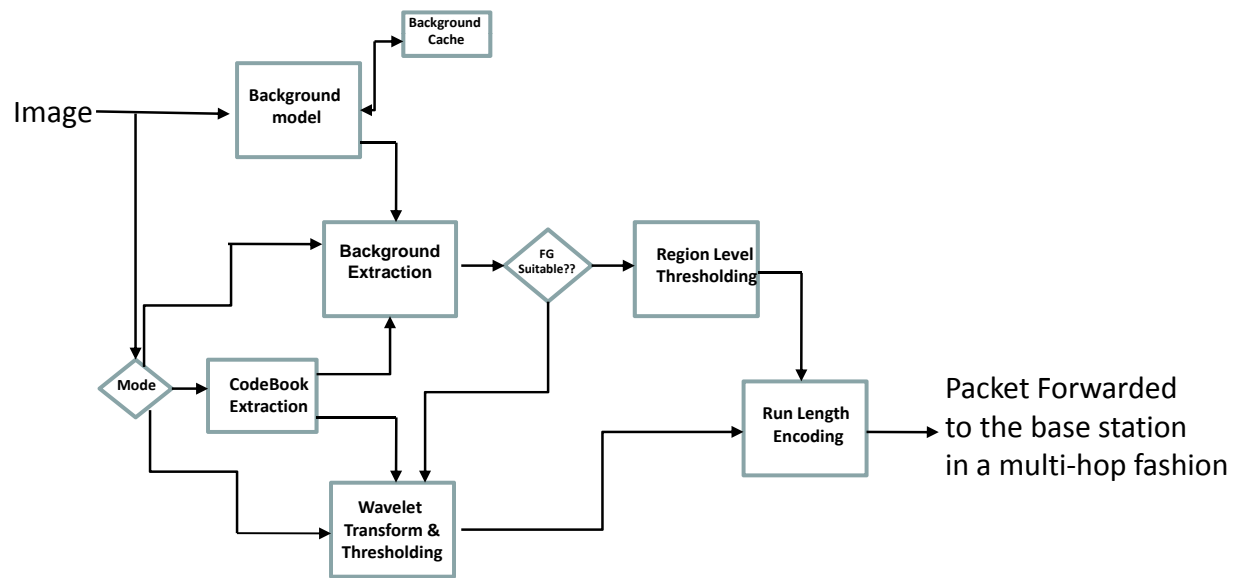 Background
Cache
Image
Background
model
Background
Extraction
FG
Suitable??
Region Level
Thresholding
Mode
CodeBook
Extraction
Run Length
Encoding
Packet Forwarded
to the base station
in a multi-hop fashion
Wavelet
Transform &
Thresholding